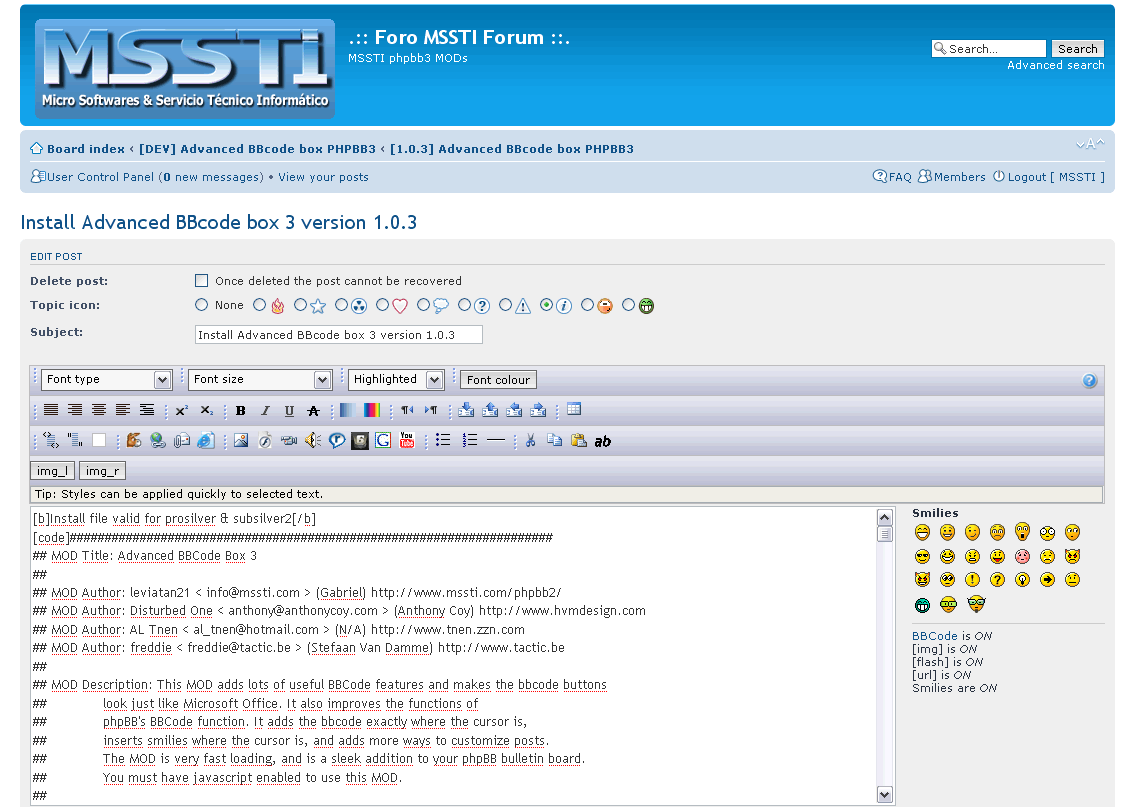 MSSTi
Micro Softwares & Servicio Técnico Informático
.:: Foro MSSTI Forum ::.
MSSTI phpbb3 MODs
Search... Search
Advanced search
Board index ‹ [DEV] Advanced BBcode box PHPBB3 ‹ [1.0.3] Advanced BBcode box PHPBB3
User Control Panel (0 new messages) • View your posts
FAQ Members Logout [ MSSTI ]
Install Advanced BBcode box 3 version 1.0.3
EDIT POST
Delete post: Once deleted the post cannot be recovered
Topic icon: None
Subject: Install Advanced BBcode box 3 version 1.0.3
Font type Font size Highlighted Font colour
img_l img_r
Tip: Styles can be applied quickly to selected text.
[b]Install file valid for prosilver & subsilver2[/b]
[code]#####################################################################
## MOD Title: Advanced BBCode Box 3
##
## MOD Author: leviatan21 < info@mssti.com > (Gabriel) http://www.mssti.com/phpbb2/
## MOD Author: Disturbed One < anthony@anthonycoy.com > (Anthony Coy) http://www.hvmdesign.com
## MOD Author: AL Tnen < al_tnen@hotmail.com > (N/A) http://www.tnen.zzn.com
## MOD Author: freddie < freddie@tactic.be > (Stefaan Van Damme) http://www.tactic.be
##
## MOD Description: This MOD adds lots of useful BBCode features and makes the bbcode buttons
## look just like Microsoft Office. It also improves the functions of
## phpBB's BBCode function. It adds the bbcode exactly where the cursor is,
## inserts smilies where the cursor is, and adds more ways to customize posts.
## The MOD is very fast loading, and is a sleek addition to your phpBB bulletin board.
## You must have javascript enabled to use this MOD.
##
Smilies
BBCode is ON
[img] is ON
[flash] is ON
[url] is ON
Smilies are ON